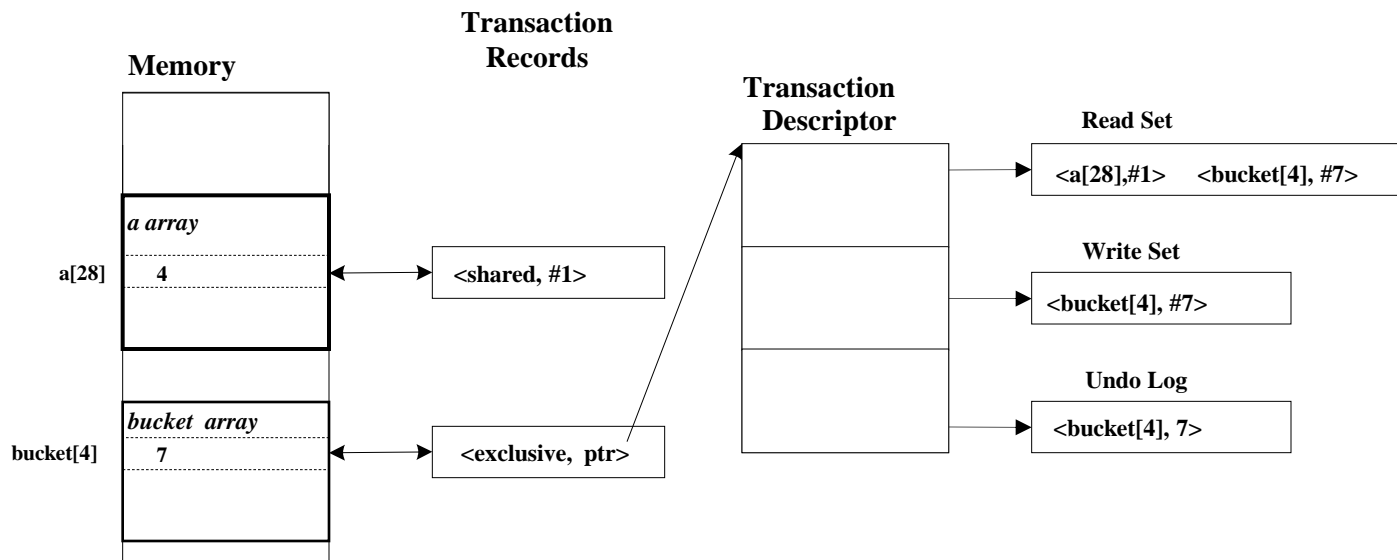 Transaction
Records
Memory
Transaction
Descriptor
Read Set
<a[28],#1> <bucket[4], #7>
a array
a[28]
4
<shared, #1>
Write Set
<bucket[4], #7>
Undo Log
<bucket[4], 7>
bucket array
bucket[4]
7
<exclusive, ptr>